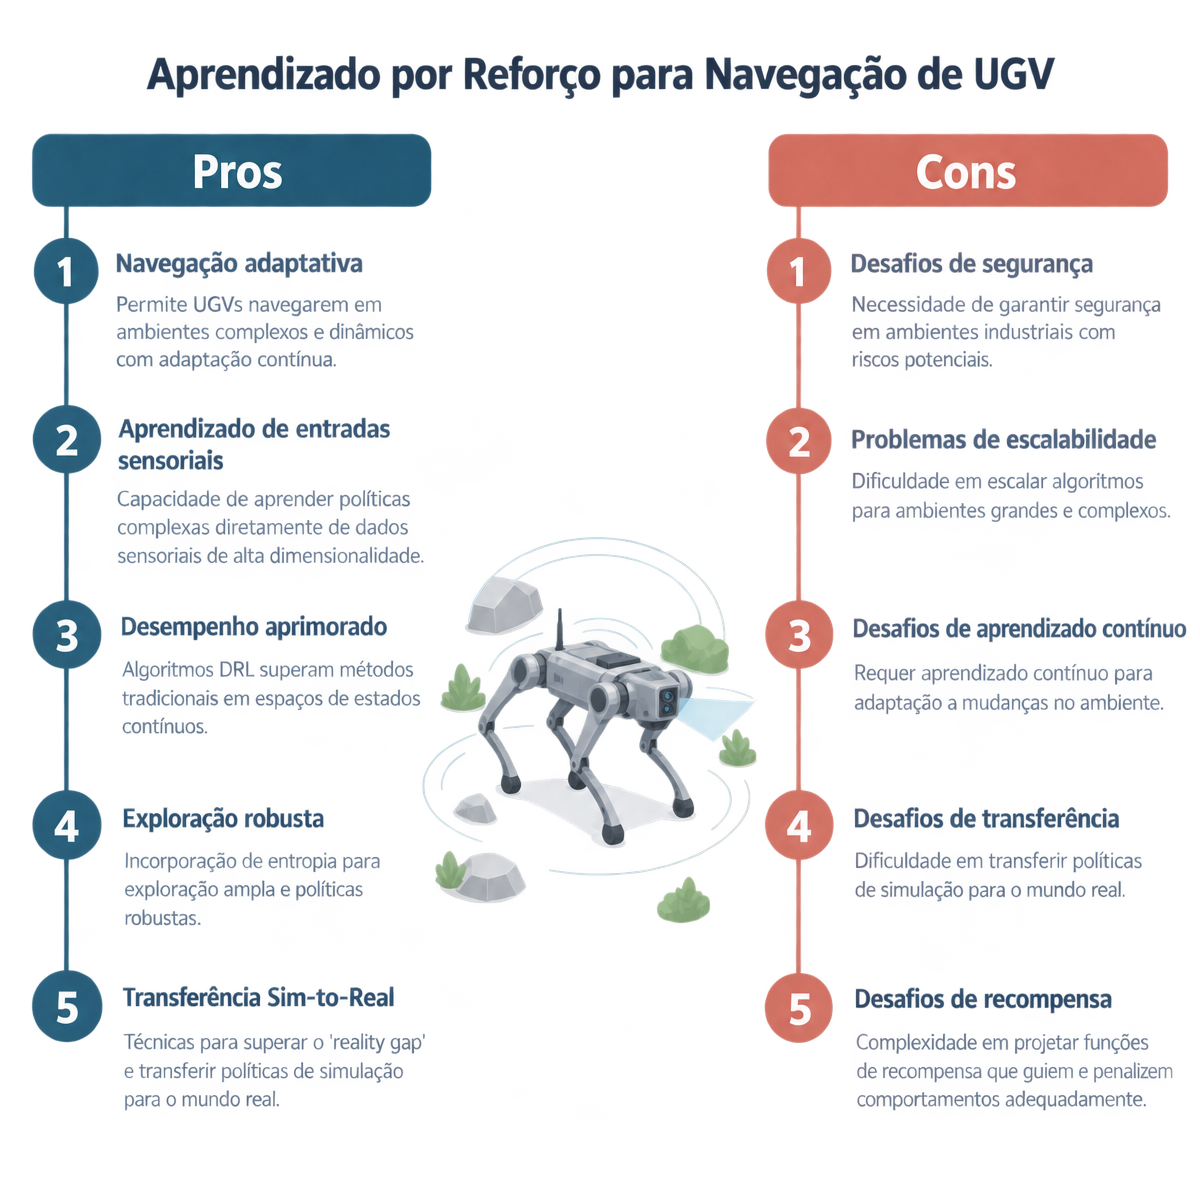 Aprendizado por Reforço para Navegação de UGV
Pros
1
Navegação adaptativa
Permite UGVs navegarem em
ambientes complexos e dinâmicos
com adaptação contínua.
2
Aprendizado de entradas
sensoriais
Capacidade de aprender políticas
complexas diretamente de dados
sensoriais de alta dimensionalidade.
3
Desempenho aprimorado
Algoritmos DRL superam métodos
tradicionais em espaços de estados
contínuos.
4
Exploração robusta
Incorporação de entropia para
exploração ampla e políticas
robustas.
5
Transferência Sim-to-Real
Técnicas para superar o 'reality gap'
e transferir políticas de simulação
para o mundo real.
Cons
1
Desafios de segurança
Necessidade de garantir segurança
em ambientes industriais com
riscos potenciais.
2
Problemas de escalabilidade
Dificuldade em escalar algoritmos
para ambientes grandes e complexos.
3
Desafios de aprendizado contínuo
Requer aprendizado contínuo para
adaptação a mudanças no ambiente.
4
Desafios de transferência
Dificuldade em transferir políticas
de simulação para o mundo real.
5
Desafios de recompensa
Complexidade em projetar funções
de recompensa que guiem e penalizem
comportamentos adequadamente.